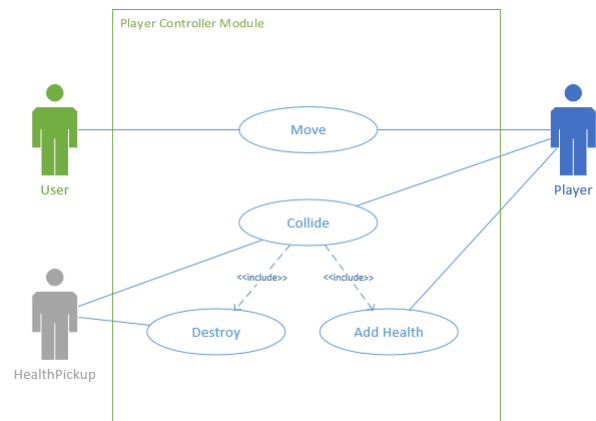 Player Controller Module
Move
User
Player
Collide
<<include>> <<include>>
Destroy
Add Health
HealthPickup